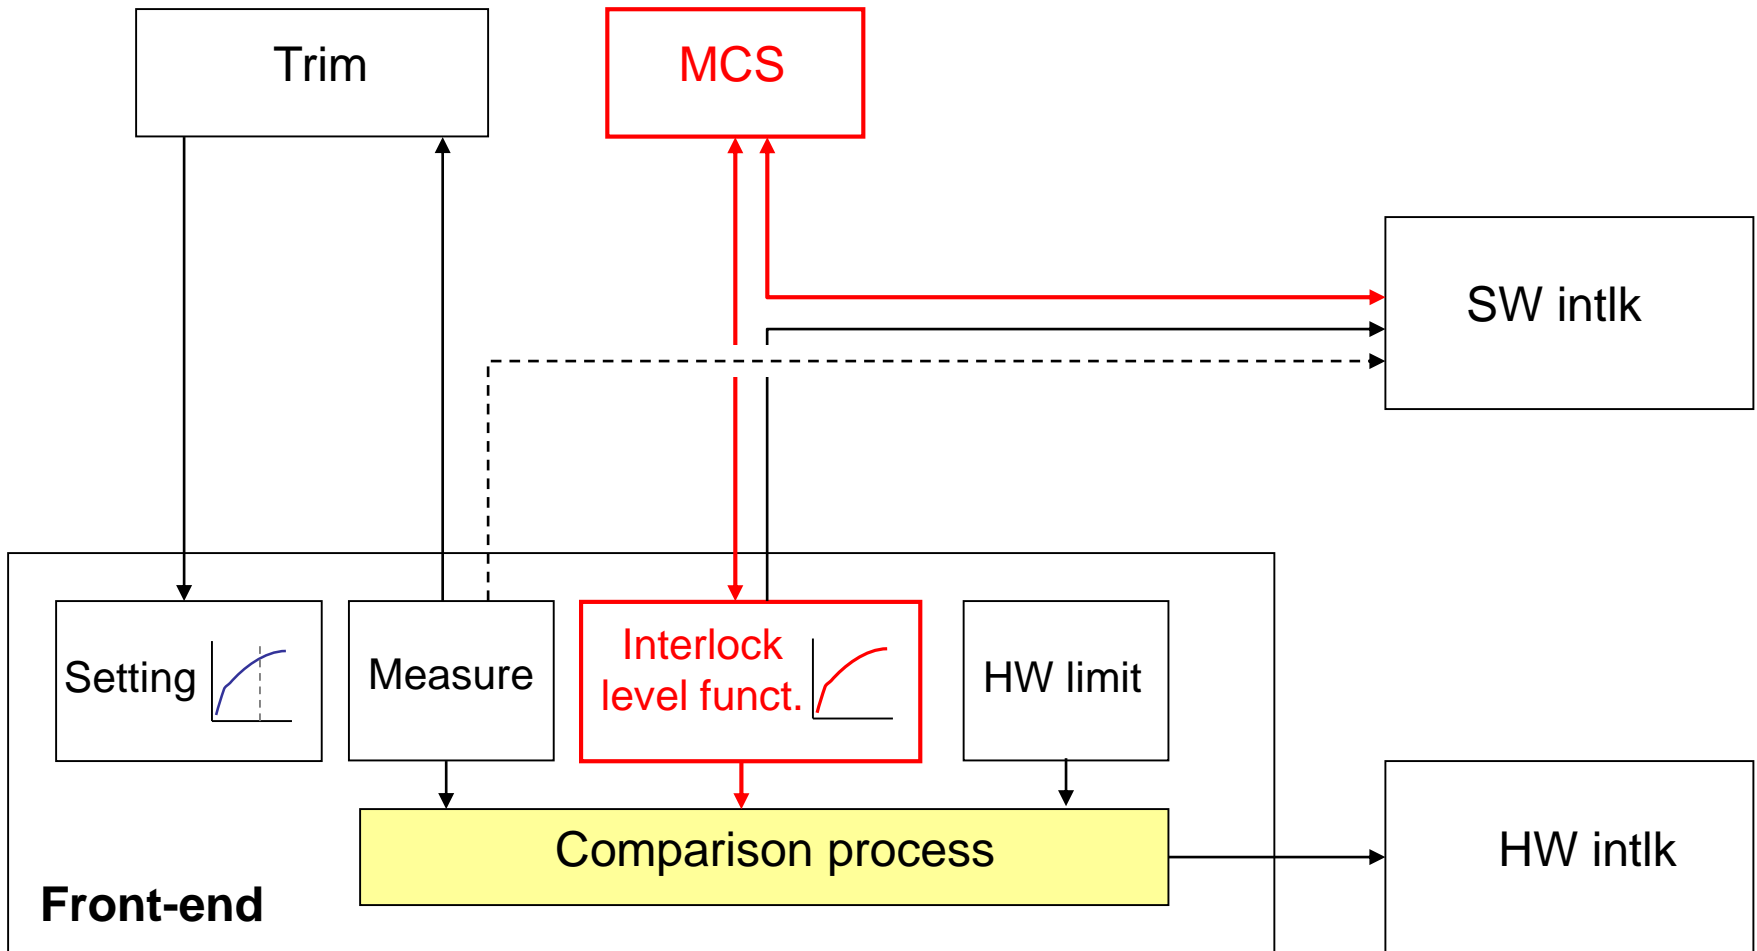 Trim
MCS
SW intlk
Setting
Measure
Interlock
level funct.
HW limit
Comparison process
HW intlk
Front-end